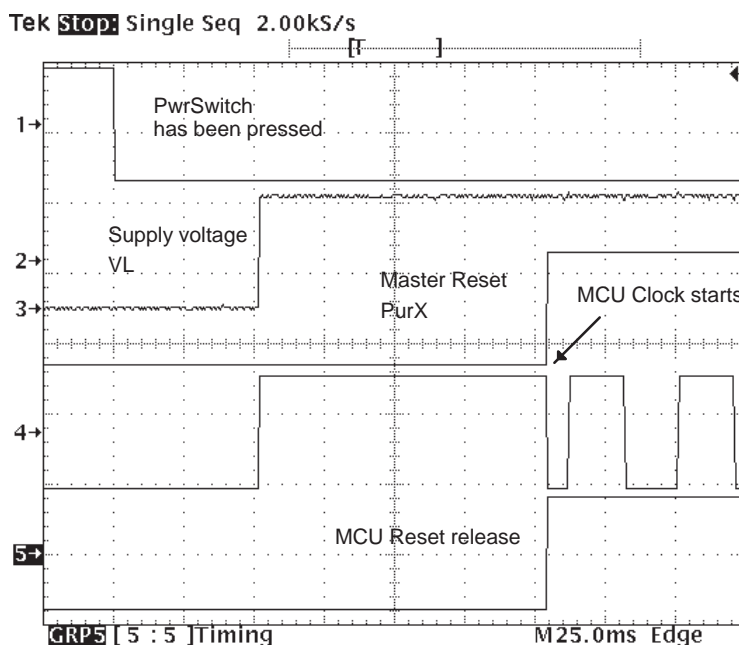 Tek Stop: Single Seq 2.00kS/s
[T ]
1→
PwrSwitch
has been pressed
Supply voltage
VL
2→
Master Reset
PurX
3→
MCU Clock starts
4→
MCU Reset release
5→
GRP5 [ 5 : 5 ]Timing M25.0ms Edge